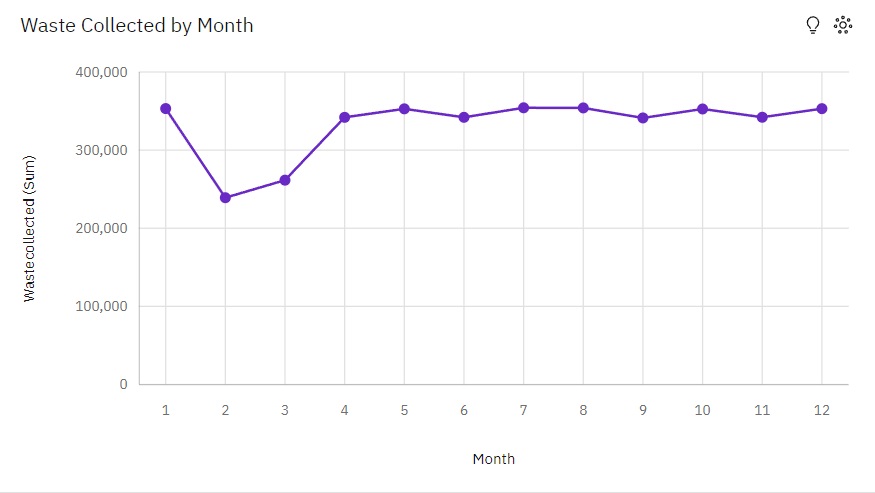 Waste Collected by Month
Wastecollected (Sum)
400,000
300,000
200,000
100,000
0
1 2 3 4 5 6 7 8 9 10 11 12
Month